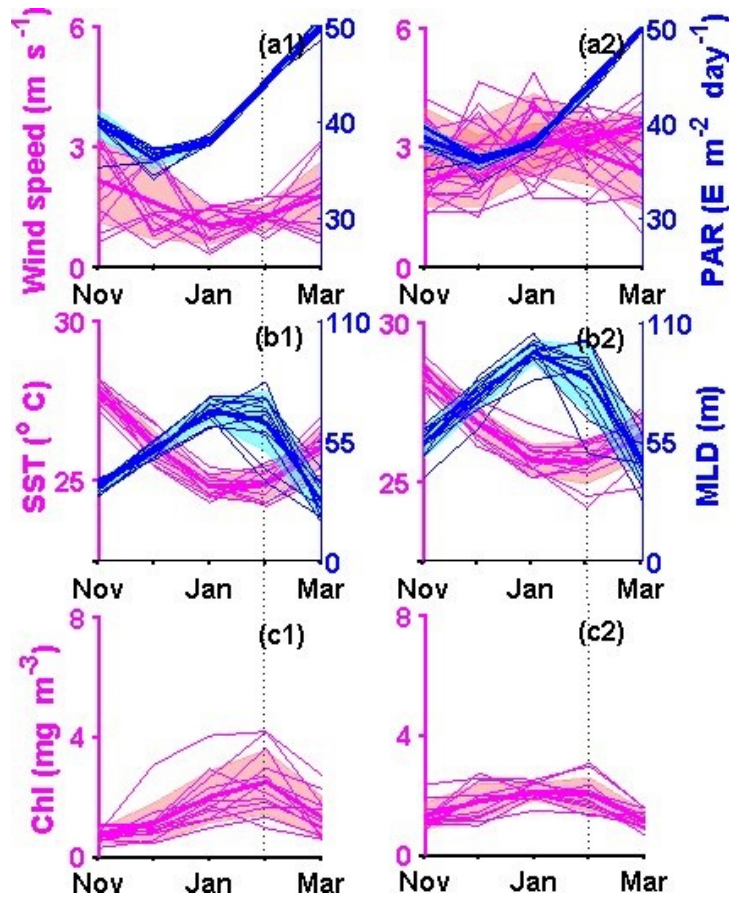 Wind speed (m s-1)
6
3
0
(a1)
50
40
30
Nov Jan Mar
6
3
0
(a2)
50
40
30
PAR (E m-2 day-1)
Nov Jan Mar
SST (o C)
30
25
(b1)
110
55
0
Nov Jan Mar
30
25
(b2)
110
55
0
MLD (m)
Nov Jan Mar
Chl (mg m-3)
8
4
0
(c1)
Nov Jan Mar
8
4
0
(c2)
Nov Jan Mar